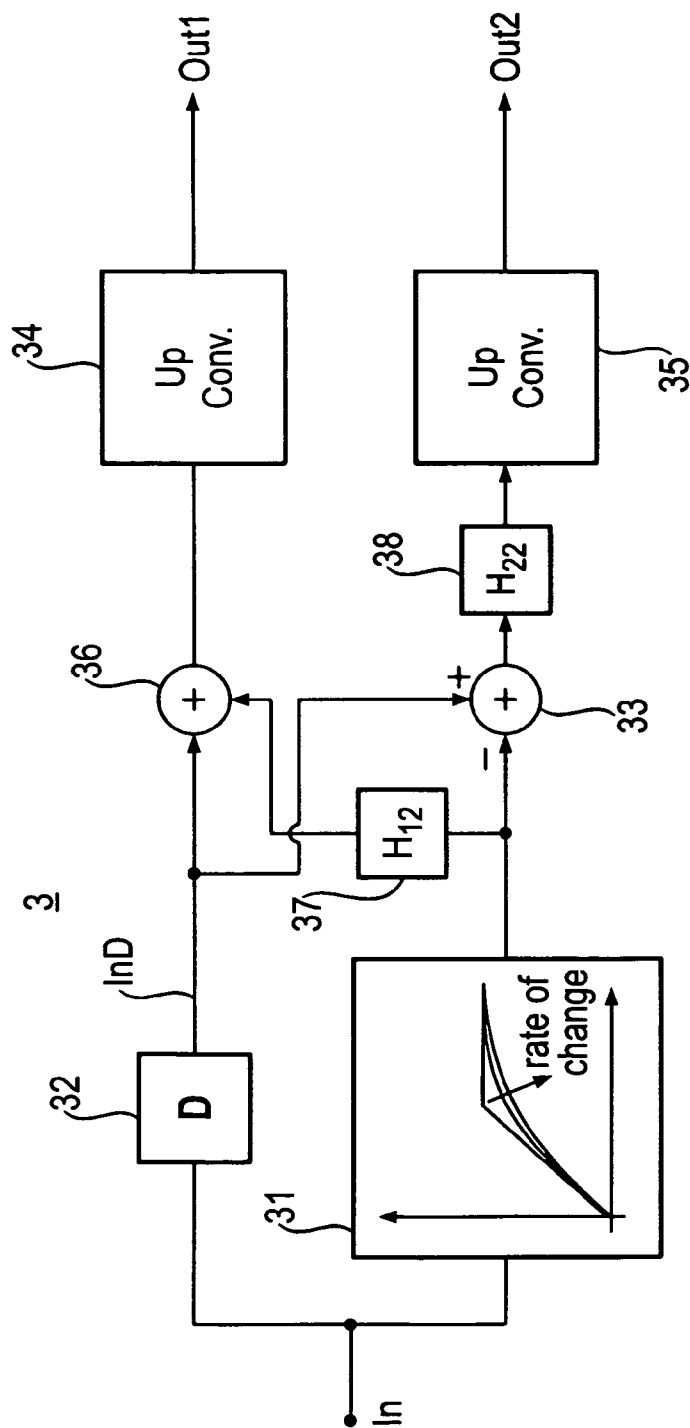 3
In
32
D
InD
31
rate of
change
37
H12
36
+
+
−
+
33
38
H22
34
Up
Conv.
35
Up
Conv.
Out1
Out2